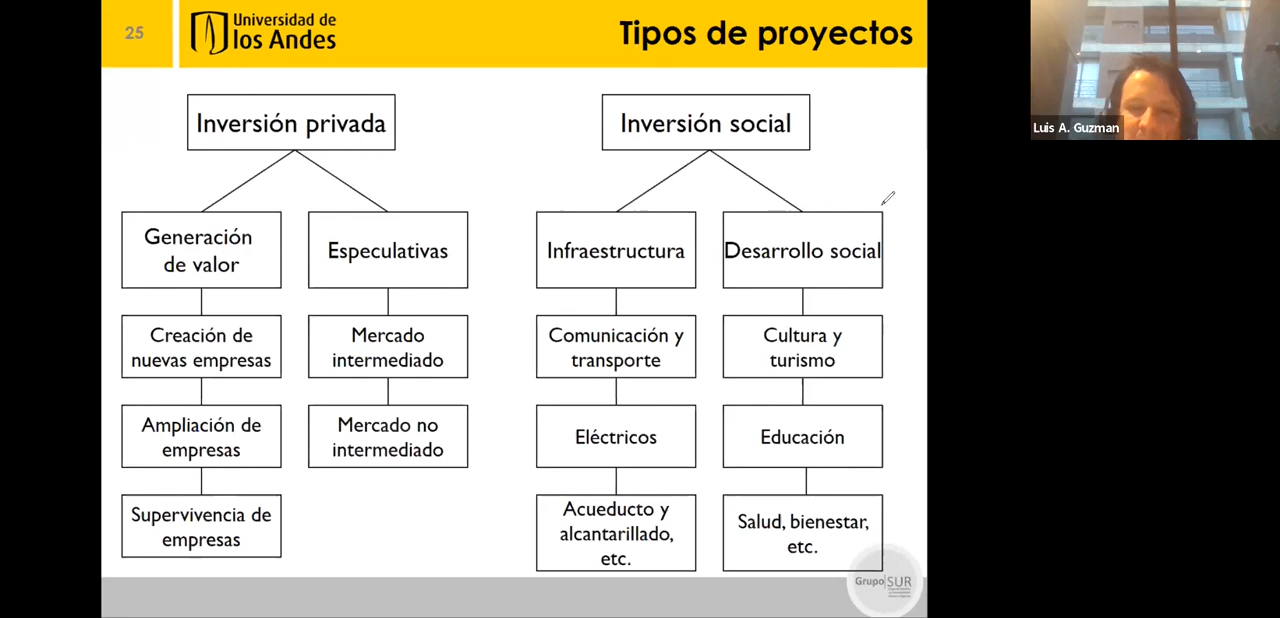 25
Universidad de
los Andes
Tipos de proyectos
Luis A. Guzman
Inversión privada
Generación
de valor
Creación de
nuevas empresas
Ampliación de
empresas
Supervivencia de
empresas
Especulativas
Mercado
intermediado
Mercado no
intermediado
Inversión social
Infraestructura
Comunicación y
transporte
Eléctricos
Acueducto y
alcantarillado,
etc.
Desarrollo social
Cultura y
turismo
Educación
Salud, bienestar,
etc.
Grupo|SUR